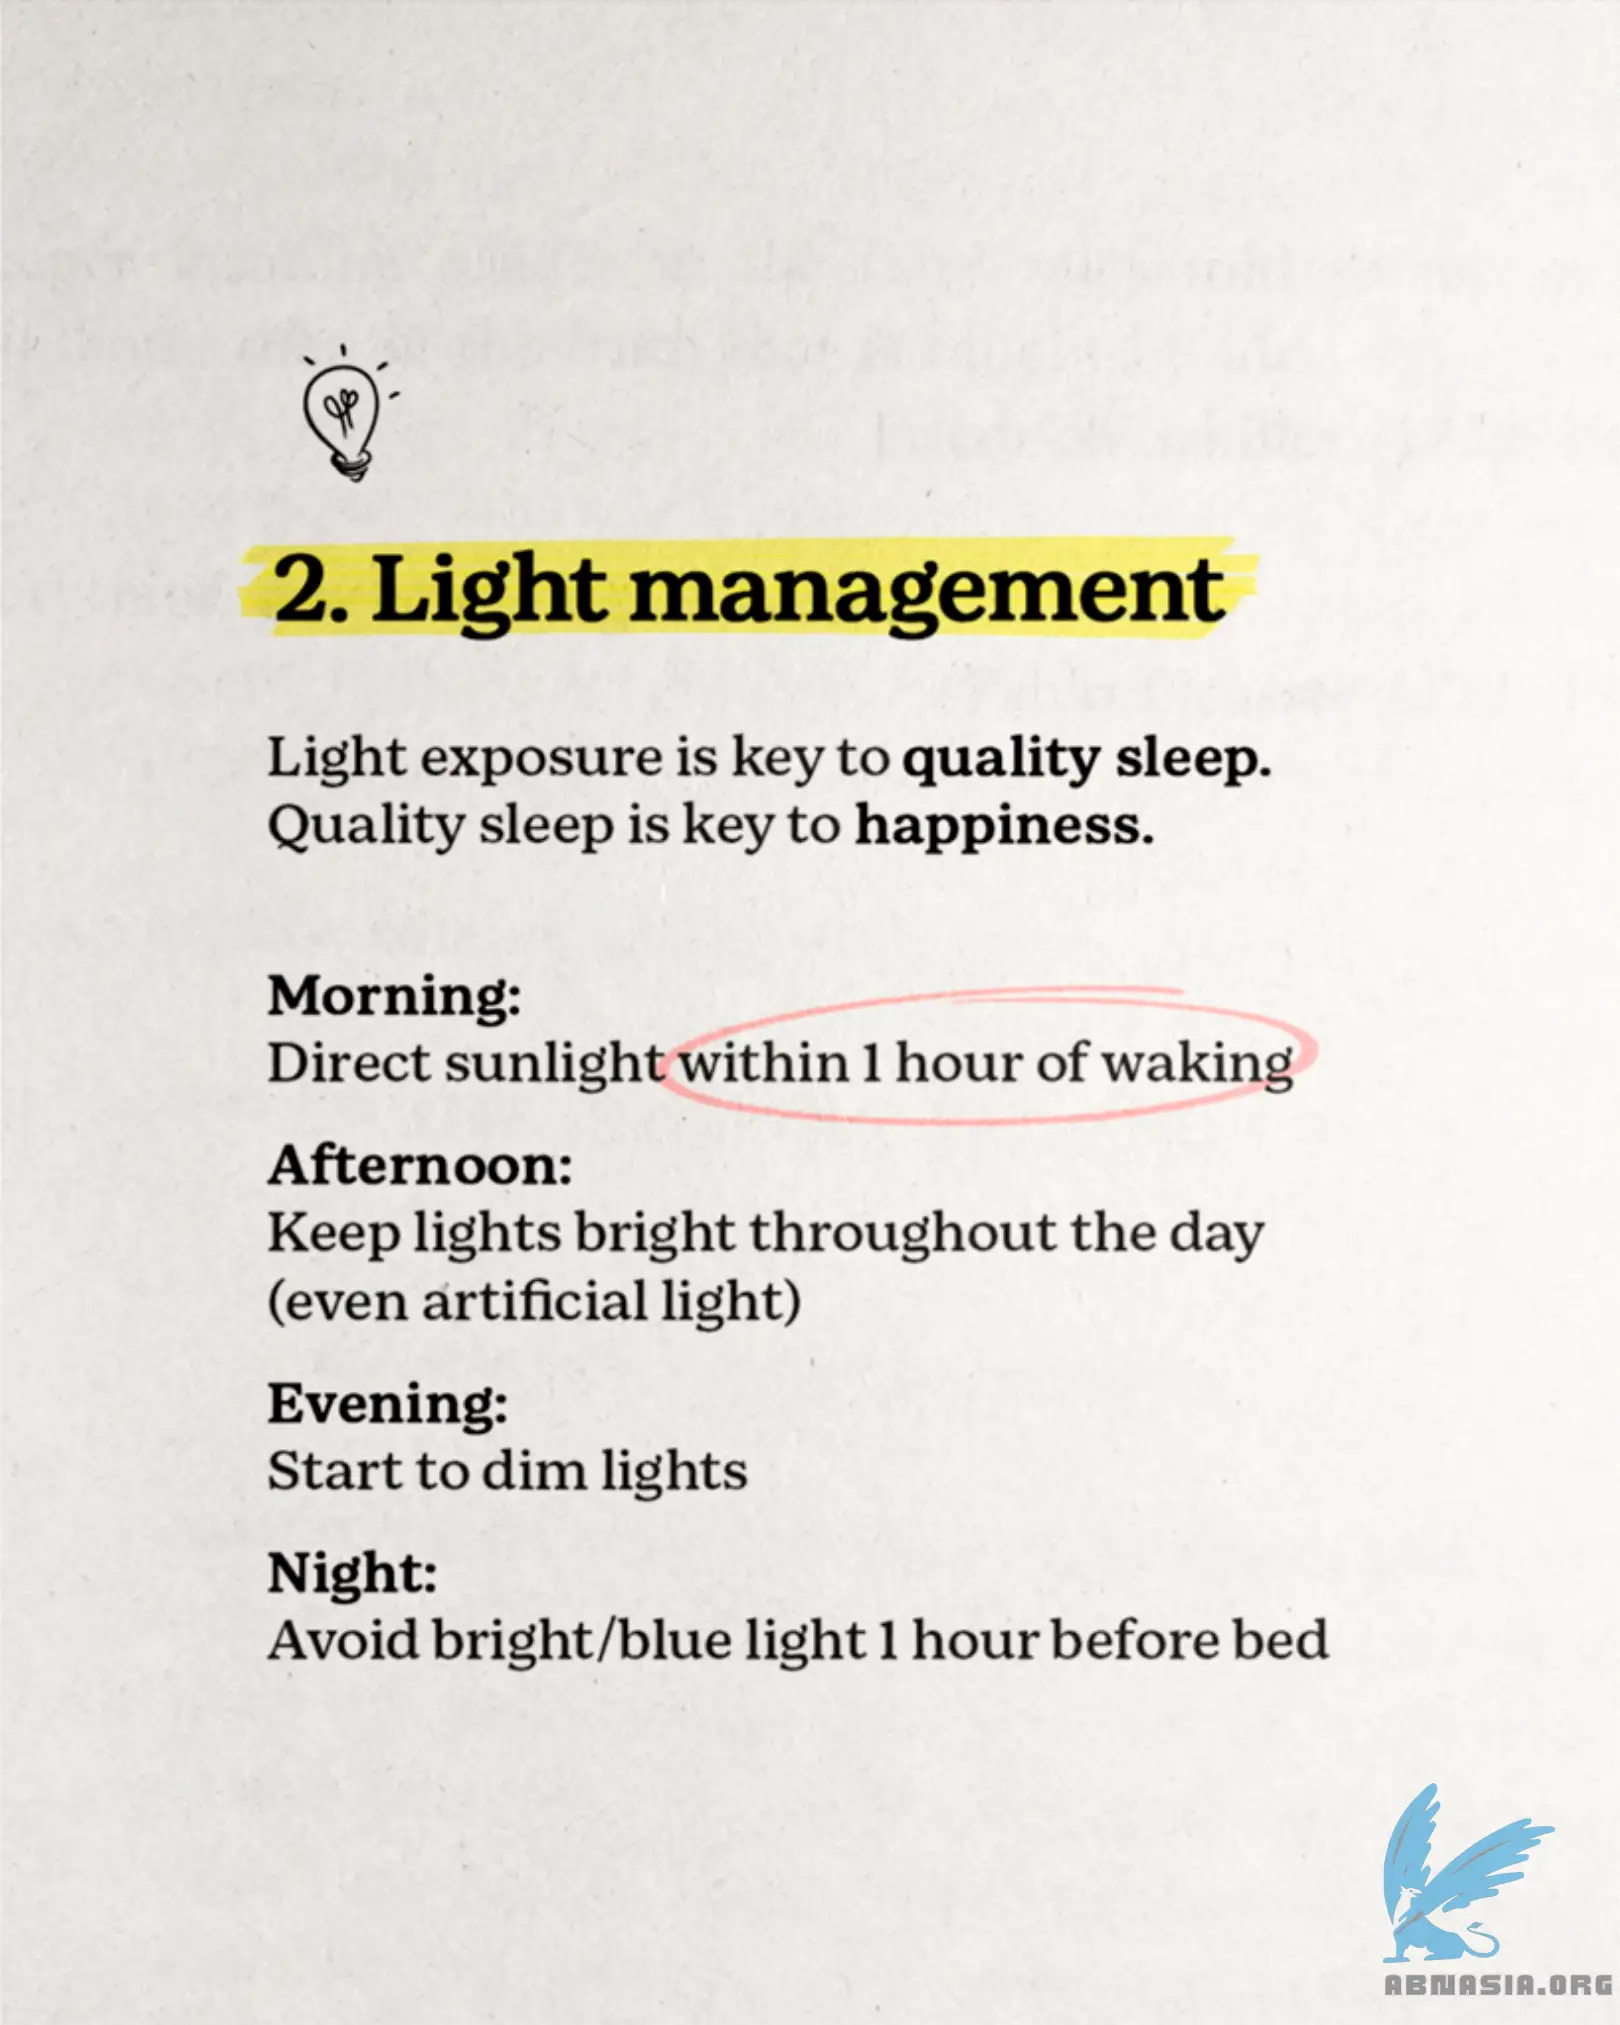 2. Light management
Light exposure is key to quality sleep.
Quality sleep is key to happiness.
Morning:
Direct sunlight within 1 hour of waking
Afternoon:
Keep lights bright throughout the day
(even artificial light)
Evening:
Start to dim lights
Night:
Avoid bright/blue light 1 hour before bed
ABNASIA.ORG